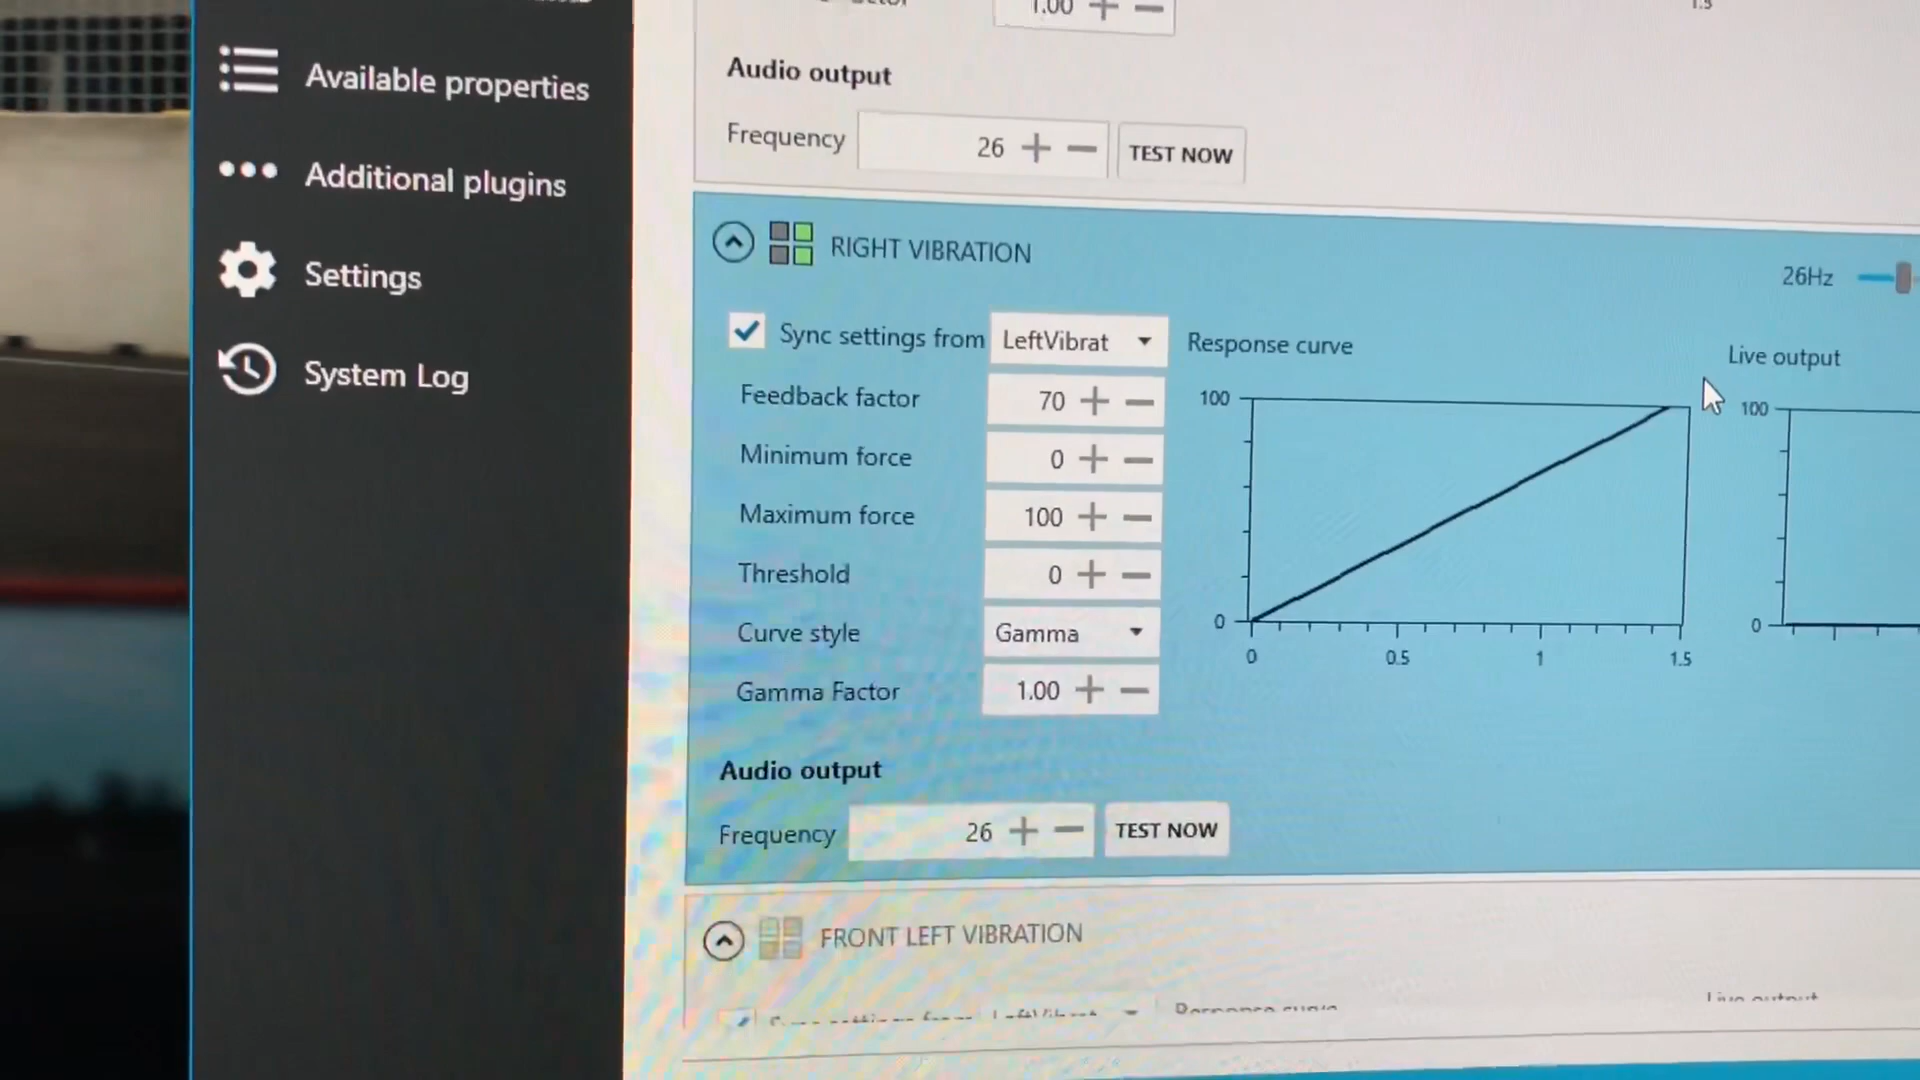 1.00
1.5
Available properties
Additional plugins
Settings
System Log
Audio output
Frequency 26 TEST NOW
RIGHT VIBRATION
26Hz
Sync settings from LeftVibrat
Response curve
Live output
Feedback factor 70
Minimum force 0
Maximum force 100
Threshold 0
Curve style Gamma
Gamma Factor 1.00
100
0
0 0.5 1 1.5
100
0
Audio output
Frequency 26 TEST NOW
FRONT LEFT VIBRATION